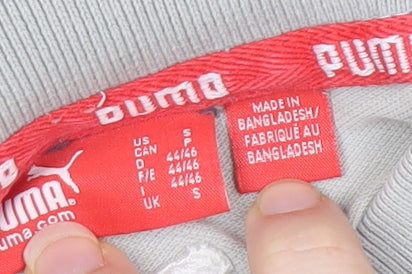 PUMA
PUMO
MADE IN
BANGLADESH/
FABRIQUÉ AU
BANGLADESH
US S
CAN P
D 44/46
F/E 44/46
I 44/46
UK S
PUMA
puma.com